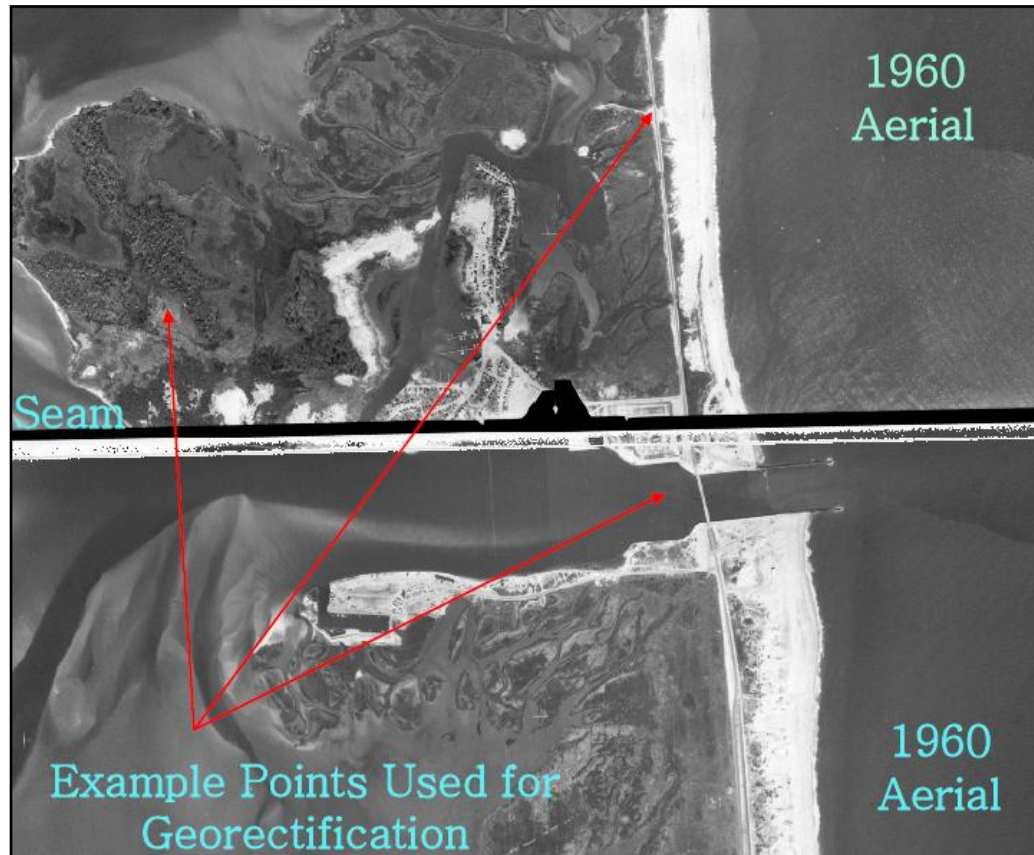 1960
Aerial
Seam
Example Points Used for
Georectification
1960
Aerial